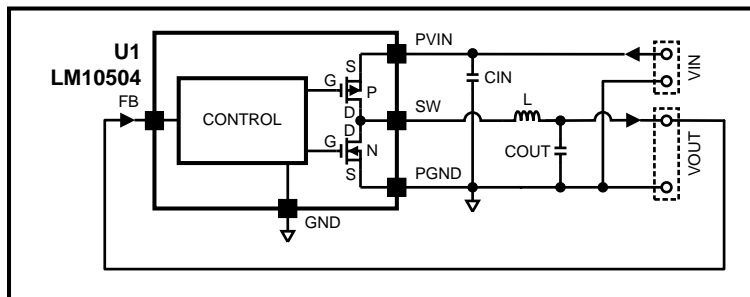 U1
LM10504
FB
CONTROL
G
S
P
D
D
G
N
S
PVIN
CIN
SW
L
COUT
PGND
GND
VIN
VOUT